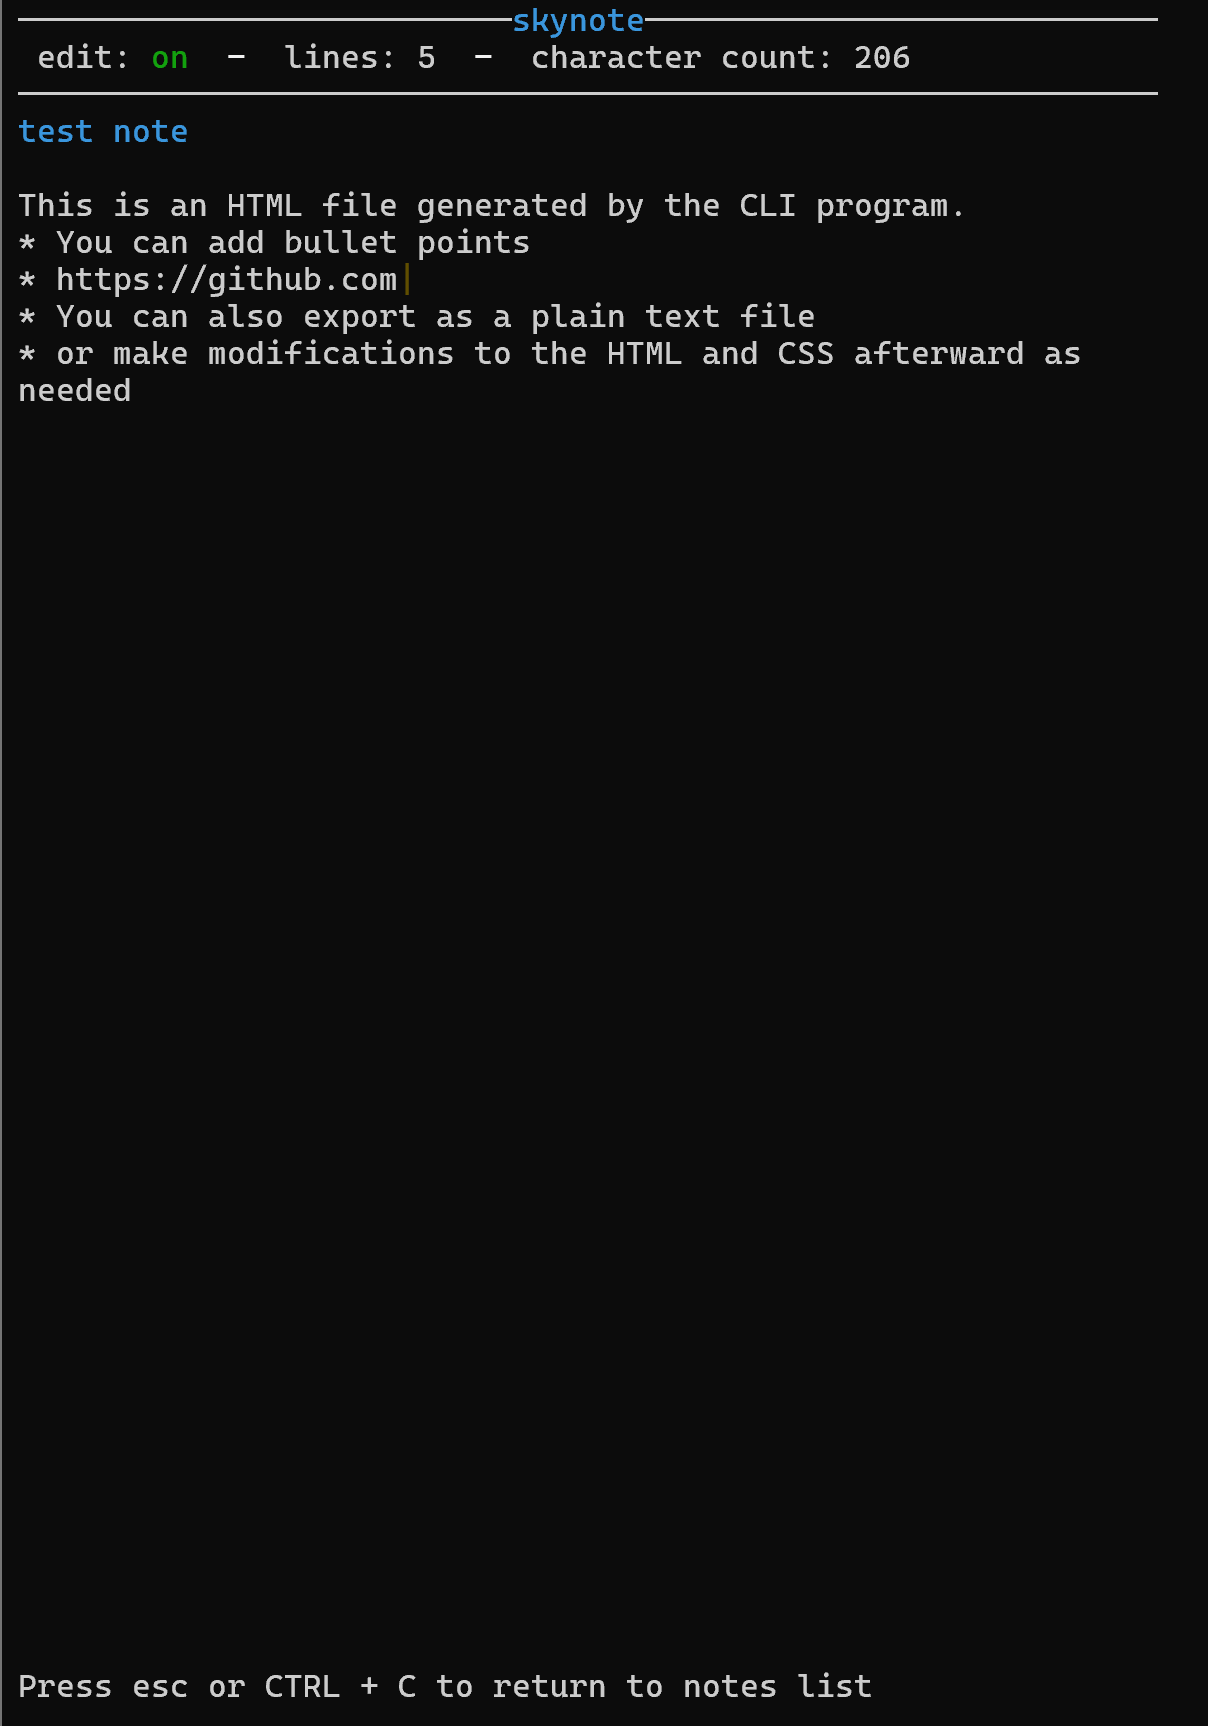 skynote
edit: on  -  lines: 5  -  character count: 206
test note
This is an HTML file generated by the CLI program.
* You can add bullet points
* https://github.com
* You can also export as a plain text file
* or make modifications to the HTML and CSS afterward as
needed
Press esc or CTRL + C to return to notes list